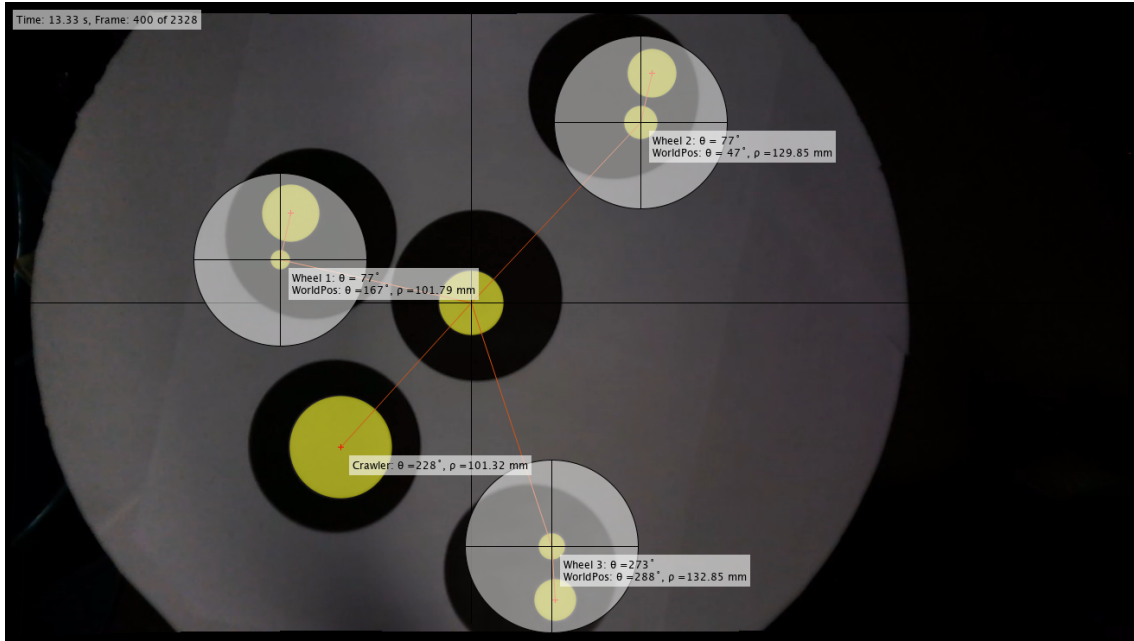 Time: 13.33 s, Frame: 400 of 2328
Wheel 2: θ = 77˚
WorldPos: θ = 47˚, ρ =129.85 mm
Wheel 1: θ = 77˚
WorldPos: θ =167˚, ρ =101.79 mm
Crawler: θ =228˚, ρ =101.32 mm
Wheel 3: θ =273˚
WorldPos: θ =288˚, ρ =132.85 mm